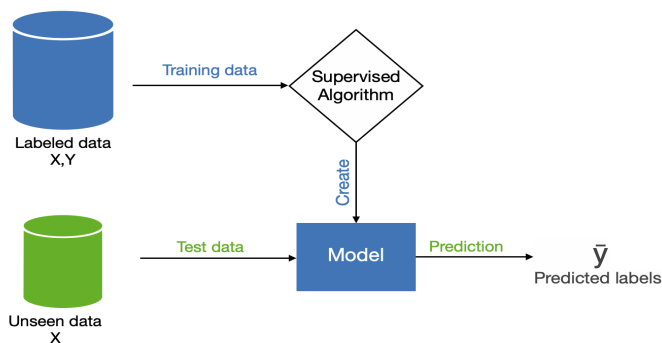 Training data
Supervised
Algorithm
Labeled data
X,Y
Create
Test data
Model
Prediction
ȳ
Predicted labels
Unseen data
X